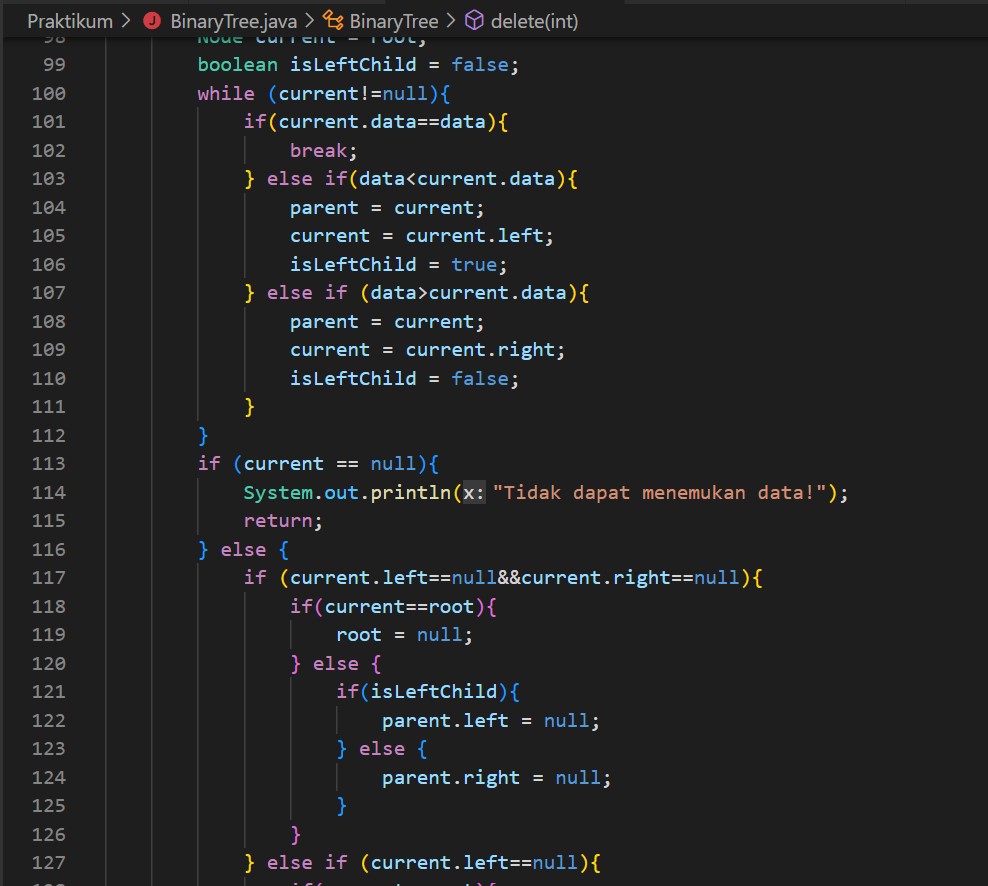 Praktikum > BinaryTree.java > BinaryTree > delete(int)
98 Node current = root;
99 boolean isLeftChild = false;
100 while (current!=null){
101 if(current.data==data){
102 break;
103 } else if(data<current.data){
104 parent = current;
105 current = current.left;
106 isLeftChild = true;
107 } else if (data>current.data){
108 parent = current;
109 current = current.right;
110 isLeftChild = false;
111 }
112 }
113 if (current == null){
114 System.out.println(x: "Tidak dapat menemukan data!");
115 return;
116 } else {
117 if (current.left==null&&current.right==null){
118 if(current==root){
119 root = null;
120 } else {
121 if(isLeftChild){
122 parent.left = null;
123 } else {
124 parent.right = null;
125 }
126 }
127 } else if (current.left==null){